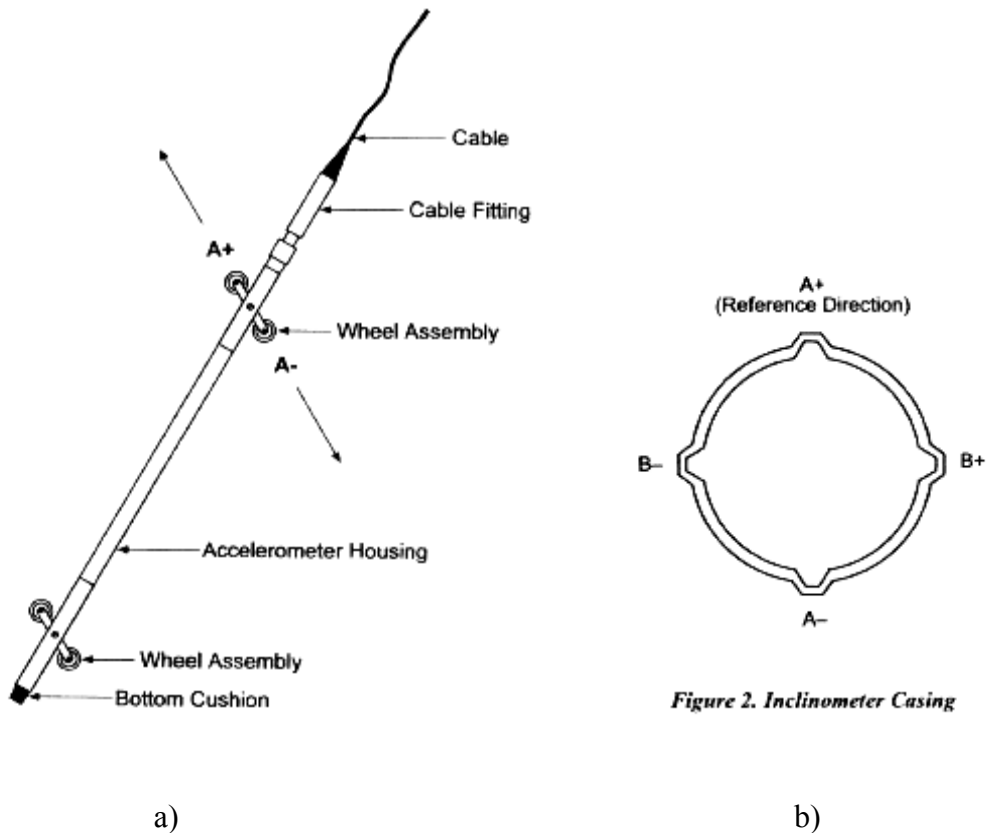 Cable
Cable Fitting
A+
Wheel Assembly
A-
Accelerometer Housing
Wheel Assembly
Bottom Cushion
A+
(Reference Direction)
B–
B+
A–
Figure 2. Inclinometer Casing
a)
b)